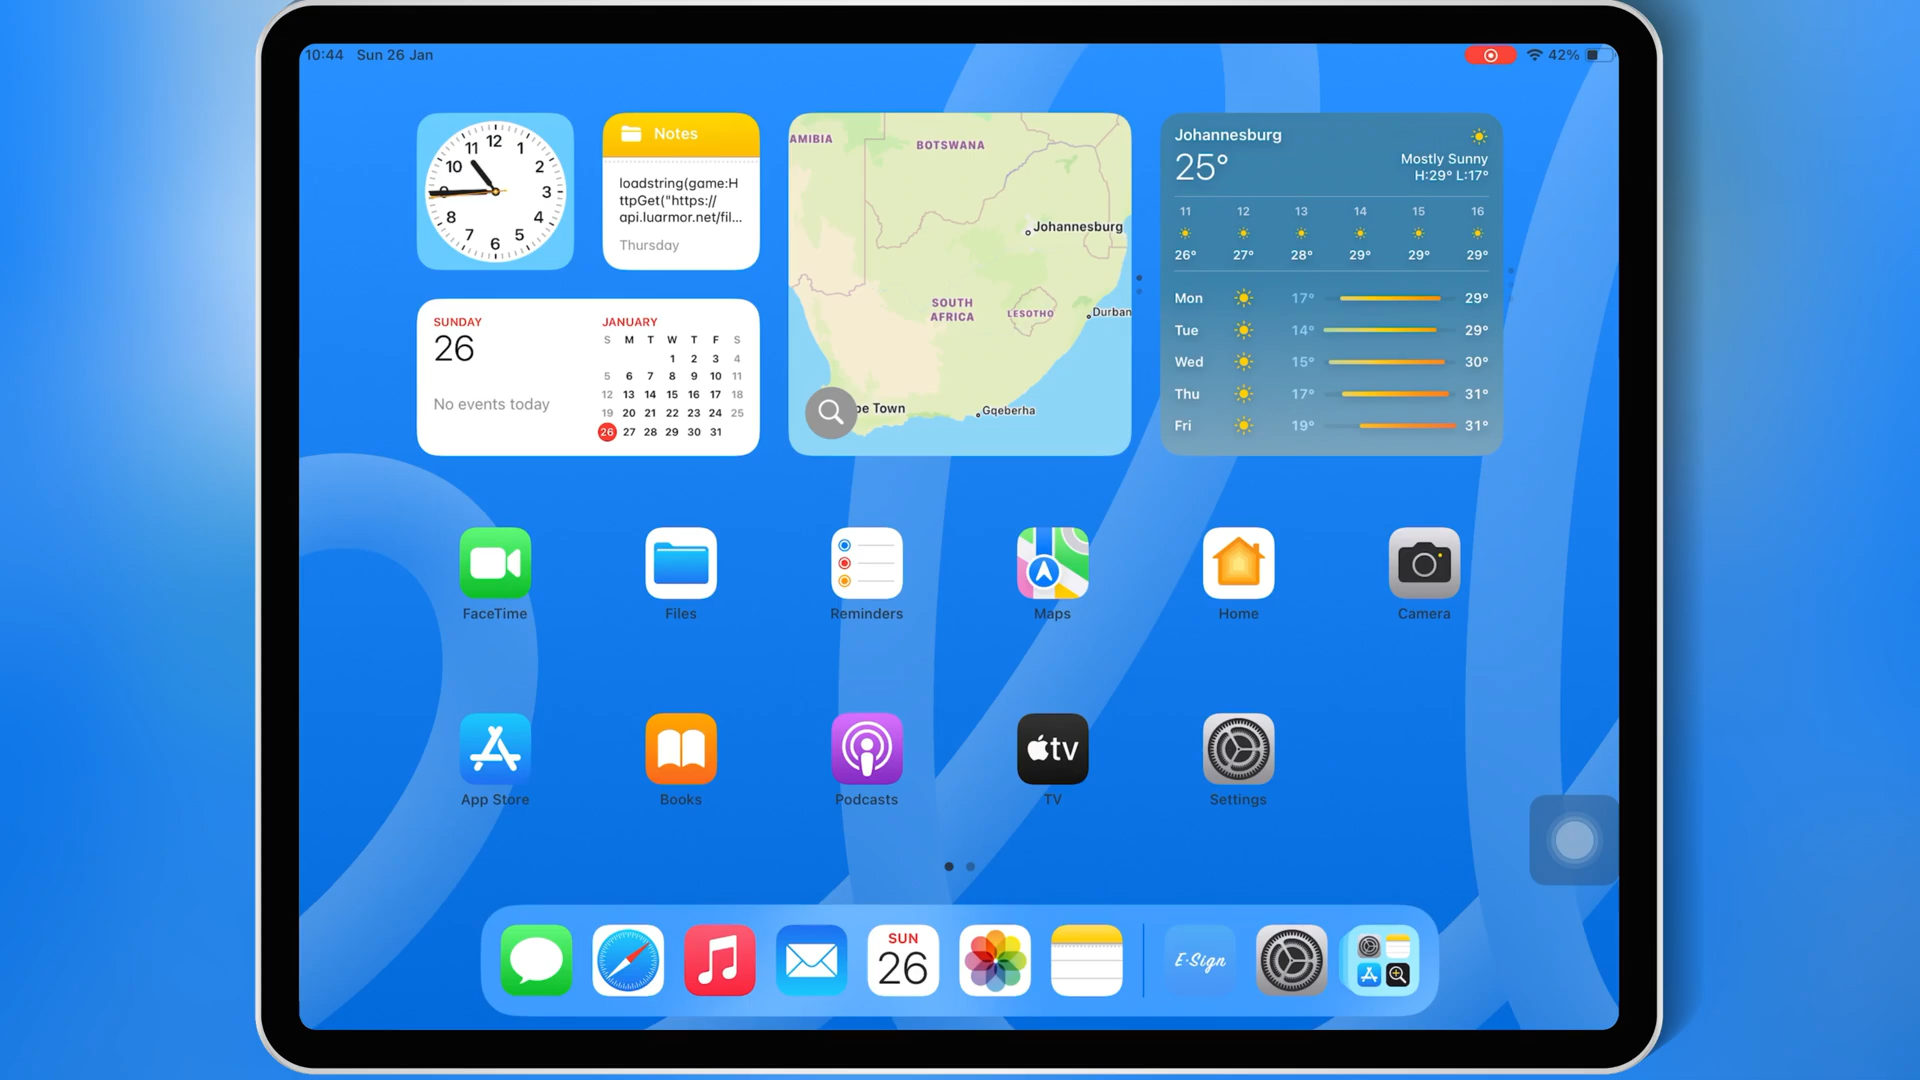 10:44 Sun 26 Jan
42%
12
1
2
3
4
5
6
7
8
10
11
Notes
loadstring(game:H
ttpGet("https://
api.luarmor.net/fil...
Thursday
SUNDAY
26
No events today
JANUARY
S M T W T F S
1 2 3 4
5 6 7 8 9 10 11
12 13 14 15 16 17 18
19 20 21 22 23 24 25
26 27 28 29 30 31
AMIBIA
BOTSWANA
Johannesburg
SOUTH
AFRICA
LESOTHO
Durban
pe Town
Gqeberha
Johannesburg
25°
Mostly Sunny
H:29° L:17°
11 12 13 14 15 16
26° 27° 28° 29° 29° 29°
Mon 17° 29°
Tue 14° 29°
Wed 15° 30°
Thu 17° 31°
Fri 19° 31°
FaceTime
Files
Reminders
Maps
Home
Camera
tv
App Store
Books
Podcasts
TV
Settings
SUN
26
E-Sign